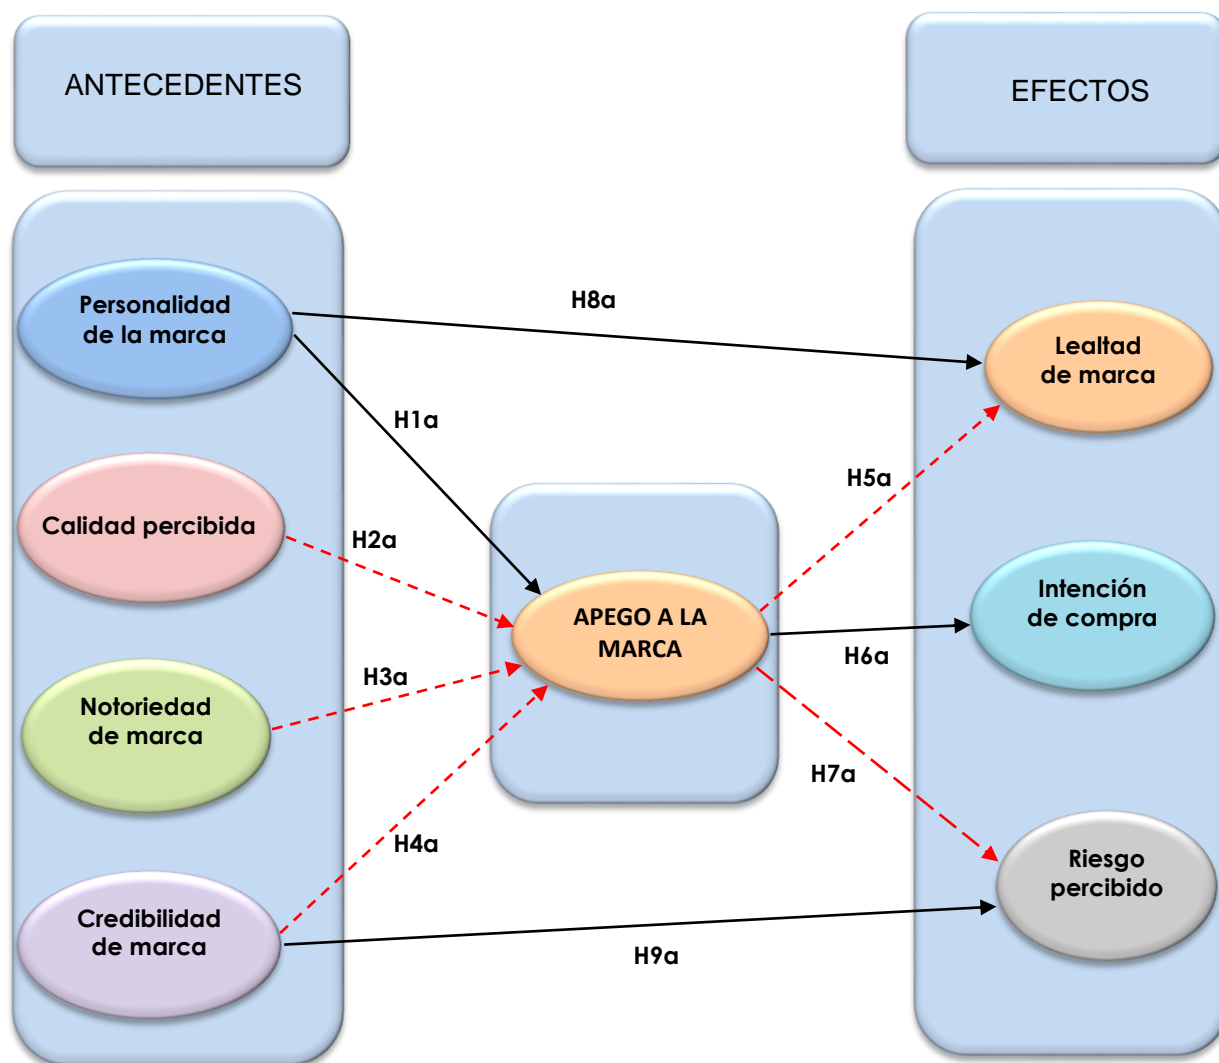 ANTECEDENTES
EFECTOS
Personalidad
de la marca
H8a
Lealtad
de marca
H1a
H5a
Calidad percibida
H2a
Intención
de compra
APEGO A LA
MARCA
H6a
H3a
Notoriedad
de marca
H7a
H4a
Riesgo
percibido
Credibilidad
de marca
H9a